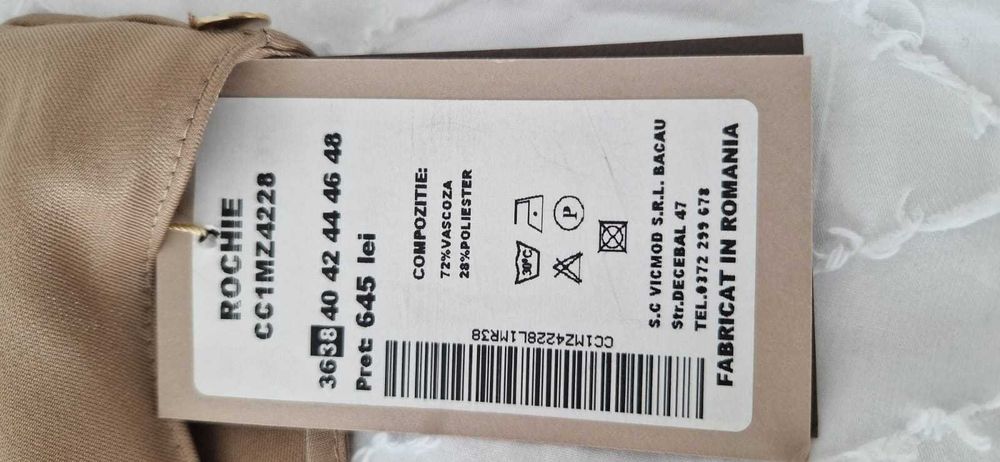 ROCHIE
CC1MZ4228
36 38 40 42 44 46 48
Pret: 645 lei
COMPOZITIE:
72%VASCOZA
28%POLIESTER
30°C
P
CC1MZ4228L1MR38
S.C VICMOD S.R.L. BACAU
Str.DECEBAL 47
TEL.0372 299 678
FABRICAT IN ROMANIA